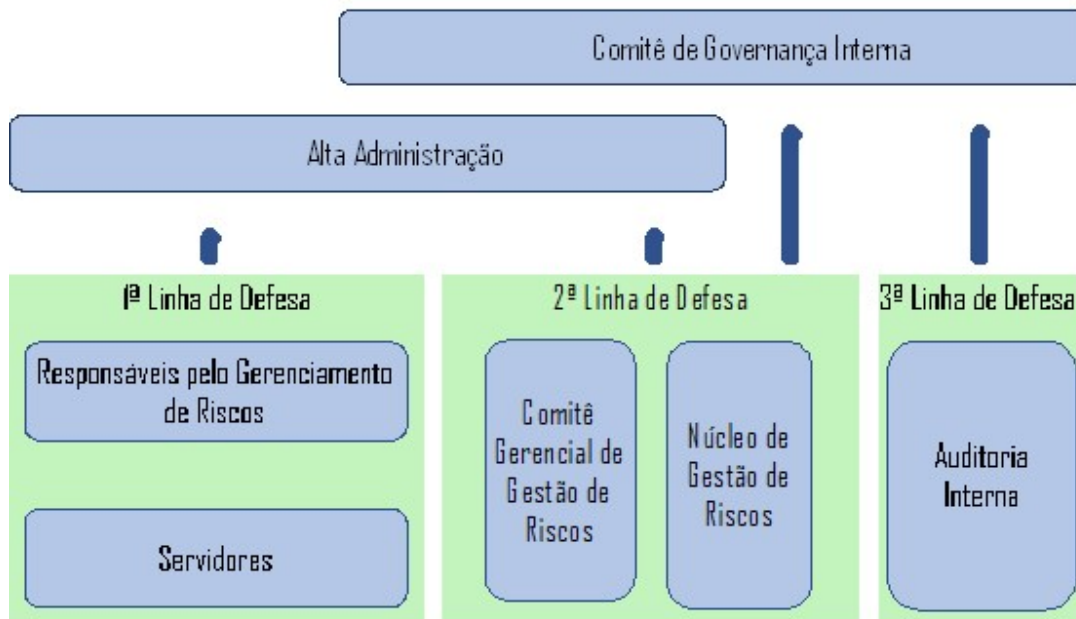 Comitê de Governança Interna
Alta Administração
1ª Linha de Defesa
Responsáveis pelo Gerenciamento
de Riscos
Servidores
2ª Linha de Defesa
Comitê
Gerencial de
Gestão de
Riscos
Núcleo de
Gestão de
Riscos
3ª Linha de Defesa
Auditoria
Interna